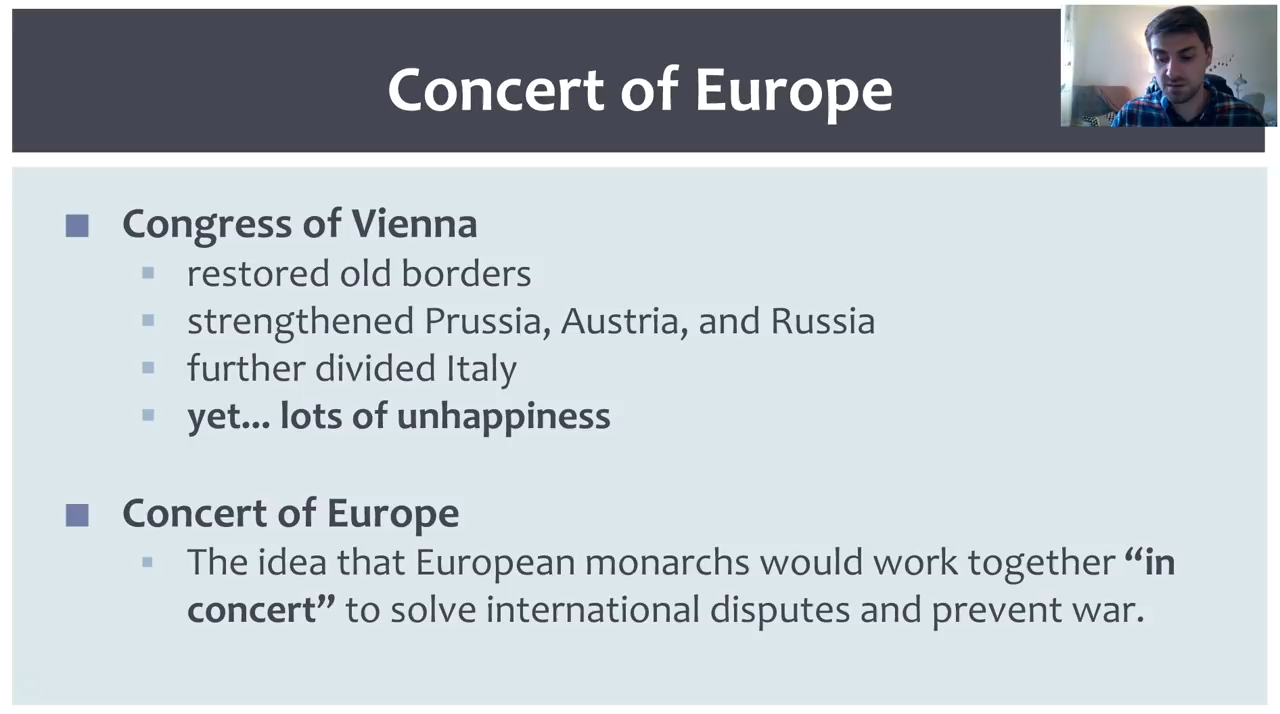 Concert of Europe
Congress of Vienna
restored old borders
strengthened Prussia, Austria, and Russia
further divided Italy
yet... lots of unhappiness
Concert of Europe
The idea that European monarchs would work together “in
concert” to solve international disputes and prevent war.